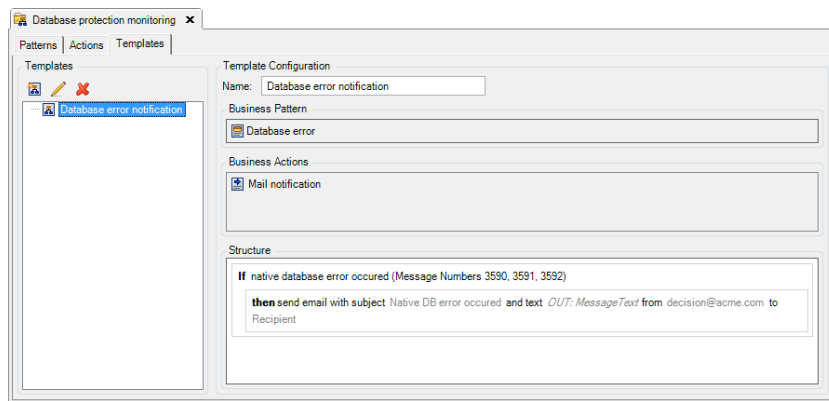 Database protection monitoring
Patterns Actions Templates
Templates
Database error notification
Template Configuration
Name: Database error notification
Business Pattern
Database error
Business Actions
Mail notification
Structure
If native database error occured (Message Numbers 3590, 3591, 3592)
then send email with subject Native DB error occured and text OUT: MessageText from decision@acme.com to
Recipient